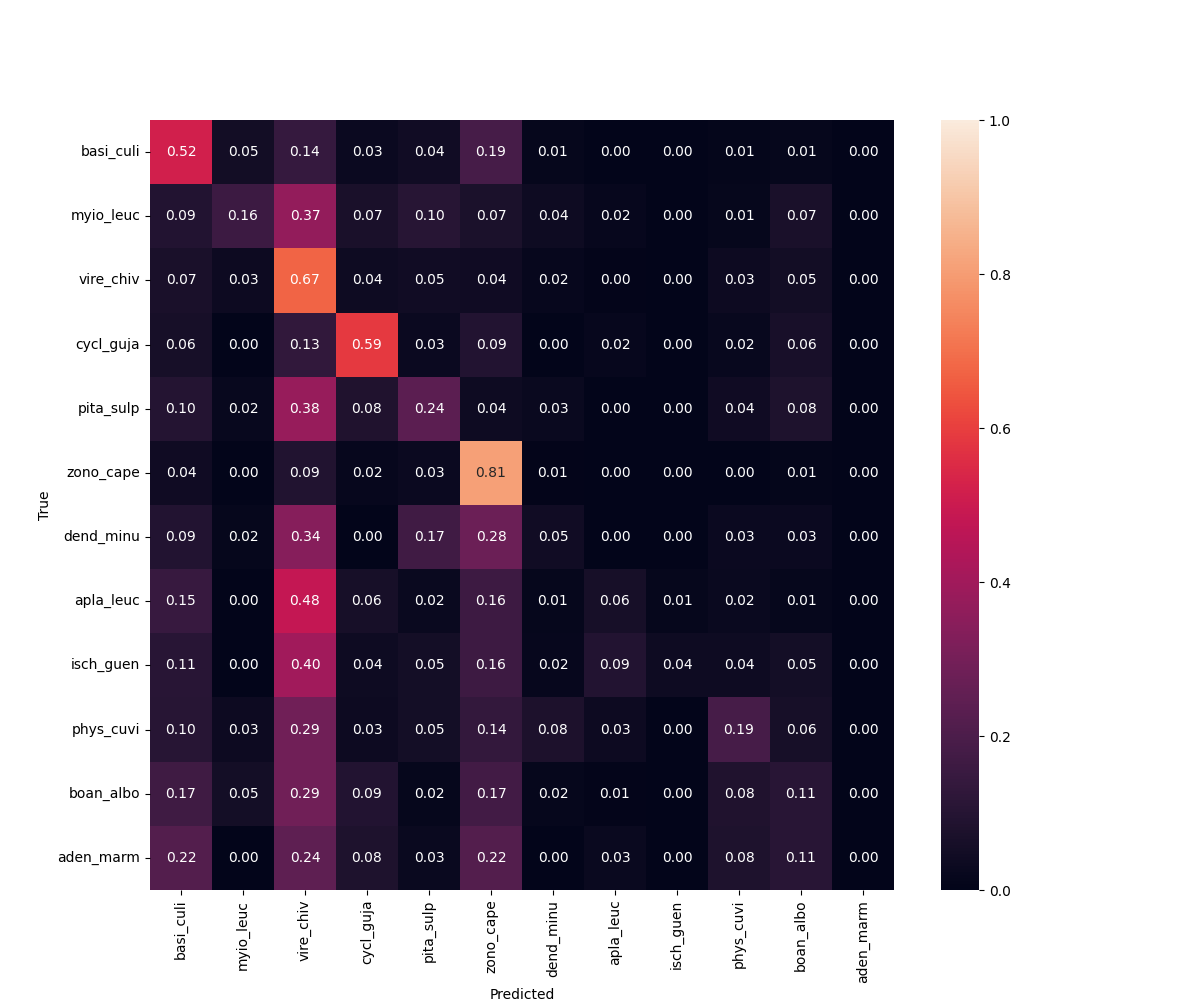 basi_culi 0.52 0.05 0.14 0.03 0.04 0.19 0.01 0.00 0.00 0.01 0.01 0.00
myio_leuc 0.09 0.16 0.37 0.07 0.10 0.07 0.04 0.02 0.00 0.01 0.07 0.00
vire_chiv 0.07 0.03 0.67 0.04 0.05 0.04 0.02 0.00 0.00 0.03 0.05 0.00
cycl_guja 0.06 0.00 0.13 0.59 0.03 0.09 0.00 0.02 0.00 0.02 0.06 0.00
pita_sulp 0.10 0.02 0.38 0.08 0.24 0.04 0.03 0.00 0.00 0.04 0.08 0.00
zono_cape 0.04 0.00 0.09 0.02 0.03 0.81 0.01 0.00 0.00 0.00 0.01 0.00
dend_minu 0.09 0.02 0.34 0.00 0.17 0.28 0.05 0.00 0.00 0.03 0.03 0.00
apla_leuc 0.15 0.00 0.48 0.06 0.02 0.16 0.01 0.06 0.01 0.02 0.01 0.00
isch_guen 0.11 0.00 0.40 0.04 0.05 0.16 0.02 0.09 0.04 0.04 0.05 0.00
phys_cuvi 0.10 0.03 0.29 0.03 0.05 0.14 0.08 0.03 0.00 0.19 0.06 0.00
boan_albo 0.17 0.05 0.29 0.09 0.02 0.17 0.02 0.01 0.00 0.08 0.11 0.00
aden_marm 0.22 0.00 0.24 0.08 0.03 0.22 0.00 0.03 0.00 0.08 0.11 0.00
True
basi_culi myio_leuc vire_chiv cycl_guja pita_sulp zono_cape dend_minu apla_leuc isch_guen phys_cuvi boan_albo aden_marm
Predicted
1.0
0.8
0.6
0.4
0.2
0.0